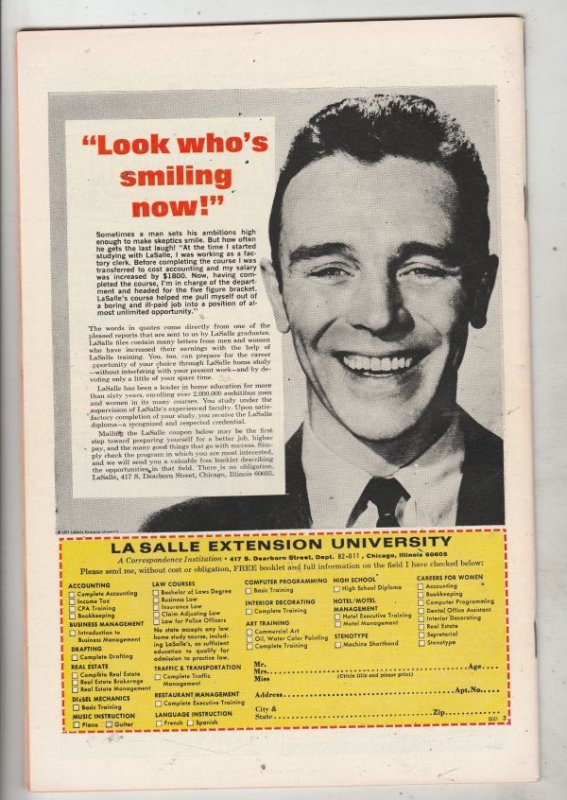 "Look who's
smiling
now!"
Sometimes a man sets his ambitions high
enough to make skeptics smile. But how often
he gets the last laugh! "At the time I started
studying with LaSalle, I was working as a fac-
tory clerk. Before completing the course I was
transferred to cost accounting and my salary
was increased by $1800. Now, having com-
pleted the course, I'm in charge of the depart-
ment and headed for the five figure bracket.
LaSalle's course helped me pull myself out of
a boring and ill-paid job into a position of al-
most unlimited opportunity."
The words in quotes come directly from one of the
pleased reports that are sent to us by LaSalle graduates.
LaSalle files contain many letters from men and women
who have increased their earnings with the help of
LaSalle training. You, too, can prepare for the career
opportunity of your choice through LaSalle home study
—without interfering with your present work—and by de-
voting only a little of your spare time.
LaSalle has been a leader in home education for more
than sixty years, enrolling over 2,000,000 ambitious men
and women in its many courses. You study under the
supervision of LaSalle's experienced faculty. Upon satis-
factory completion of your study, you receive the LaSalle
diploma—a recognized and respected credential.
Mailing the LaSalle coupon below may be the first
step toward preparing yourself for a better job, higher
pay, and the many good things that go with success. Sim-
ply check the program in which you are most interested,
and we will send you a valuable free booklet describing
the opportunities in that field. There is no obligation.
LaSalle, 417 S. Dearborn Street, Chicago, Illinois 60605.
LA SALLE EXTENSION UNIVERSITY
A Correspondence Institution • 417 S. Dearborn Street, Dept. 82-011, Chicago, Illinois 60605
Please send me, without cost or obligation, FREE booklet and full information on the field I have checked below:
ACCOUNTING
Complete Accounting
Income Tax
CPA Training
Bookkeeping
BUSINESS MANAGEMENT
Introduction to
Business Management
DRAFTING
Complete Drafting
REAL ESTATE
Complete Real Estate
Real Estate Brokerage
Real Estate Management
DIESEL MECHANICS
Basic Training
MUSIC INSTRUCTION
Piano Guitar
LAW COURSES
Bachelor of Laws Degree
Business Law
Insurance Law
Claim Adjusting Law
Law for Police Officers
No state accepts any law
home study course, includ-
ing LaSalle's, as sufficient
education to qualify for
admission to practice law.
TRAFFIC & TRANSPORTATION
Complete Traffic
Management
RESTAURANT MANAGEMENT
Complete Executive Training
LANGUAGE INSTRUCTION
French Spanish
COMPUTER PROGRAMMING
Basic Training
INTERIOR DECORATING
Complete Training
ART TRAINING
Commercial Art
Oil, Water Color Painting
Complete Training
HIGH SCHOOL
High School Diploma
HOTEL/MOTEL
MANAGEMENT
Hotel Executive Training
Motel Management
STENOTYPE
Machine Shorthand
CAREERS FOR WOMEN
Accounting
Bookkeeping
Computer Programming
Dental Office Assistant
Interior Decorating
Real Estate
Secretarial
Stenotype
Mr.
Mrs. Age
Miss (Circle title and please print)
Address Apt. No.
City &
State Zip